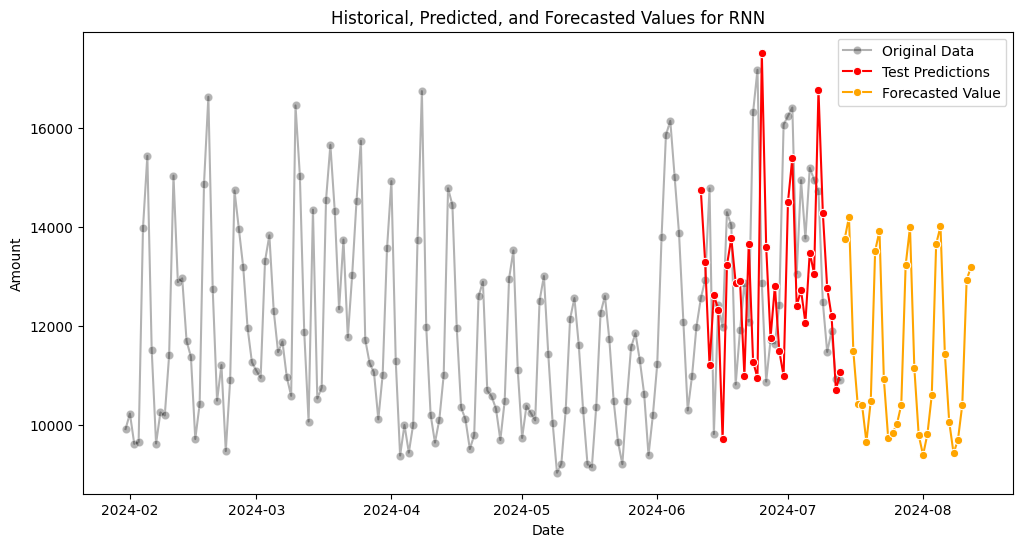 Historical, Predicted, and Forecasted Values for RNN
Original Data
Test Predictions
Forecasted Value
Amount
16000
14000
12000
10000
2024-02
2024-03
2024-04
2024-05
2024-06
2024-07
2024-08
Date